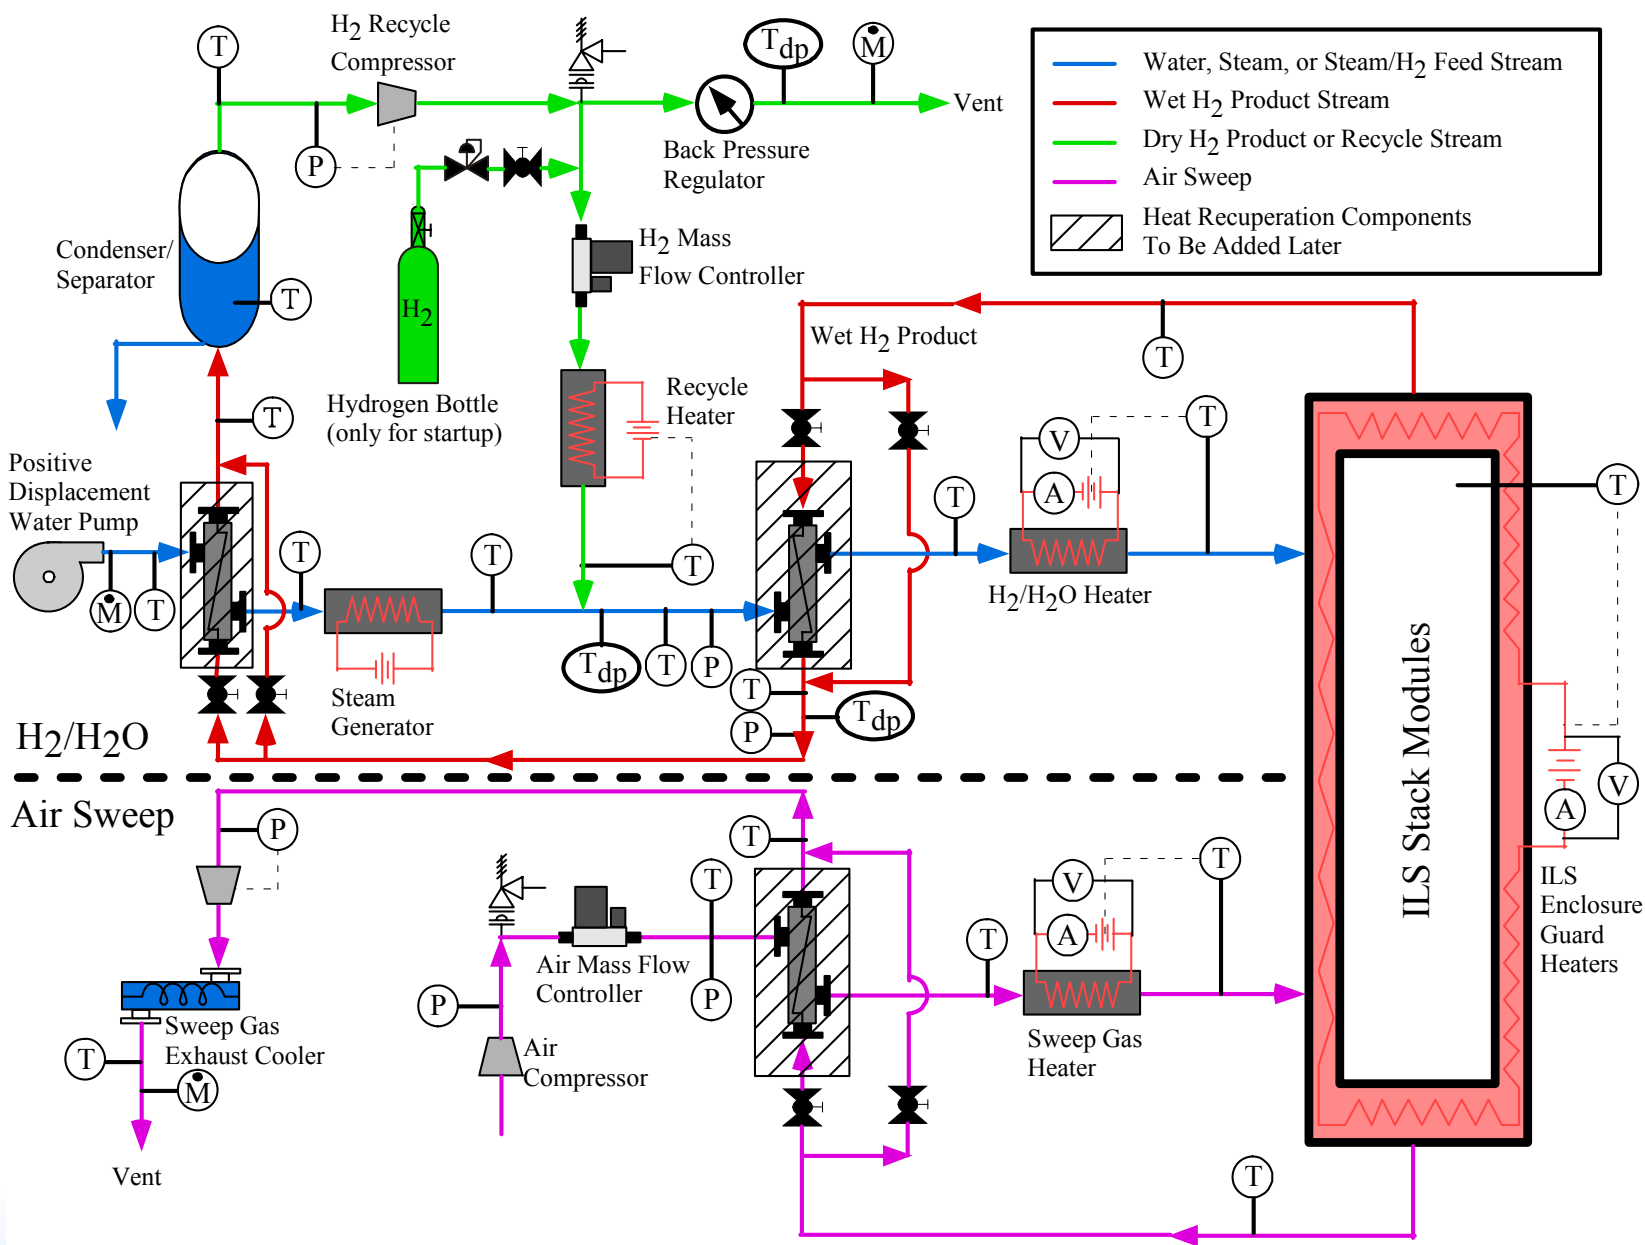 T
H2 Recycle
Compressor
P
Tdp
M
Vent
Back Pressure
Regulator
Water, Steam, or Steam/H2 Feed Stream
Wet H2 Product Stream
Dry H2 Product or Recycle Stream
Air Sweep
Heat Recuperation Components
To Be Added Later
Condenser/
Separator
T
H2
Hydrogen Bottle
(only for startup)
H2 Mass
Flow Controller
Recycle
Heater
T
Wet H2 Product
T
T
Positive
Displacement
Water Pump
M
T
T
Steam
Generator
T
Tdp
T
P
T
P
Tdp
T
V
A
T
H2/H2O Heater
T
ILS Stack Modules
V
A
ILS
Enclosure
Guard
Heaters
H2/H2O
Air Sweep
P
Sweep Gas
Exhaust Cooler
T
M
Vent
P
Air
Compressor
Air Mass Flow
Controller
T
P
T
T
V
A
T
Sweep Gas
Heater
T